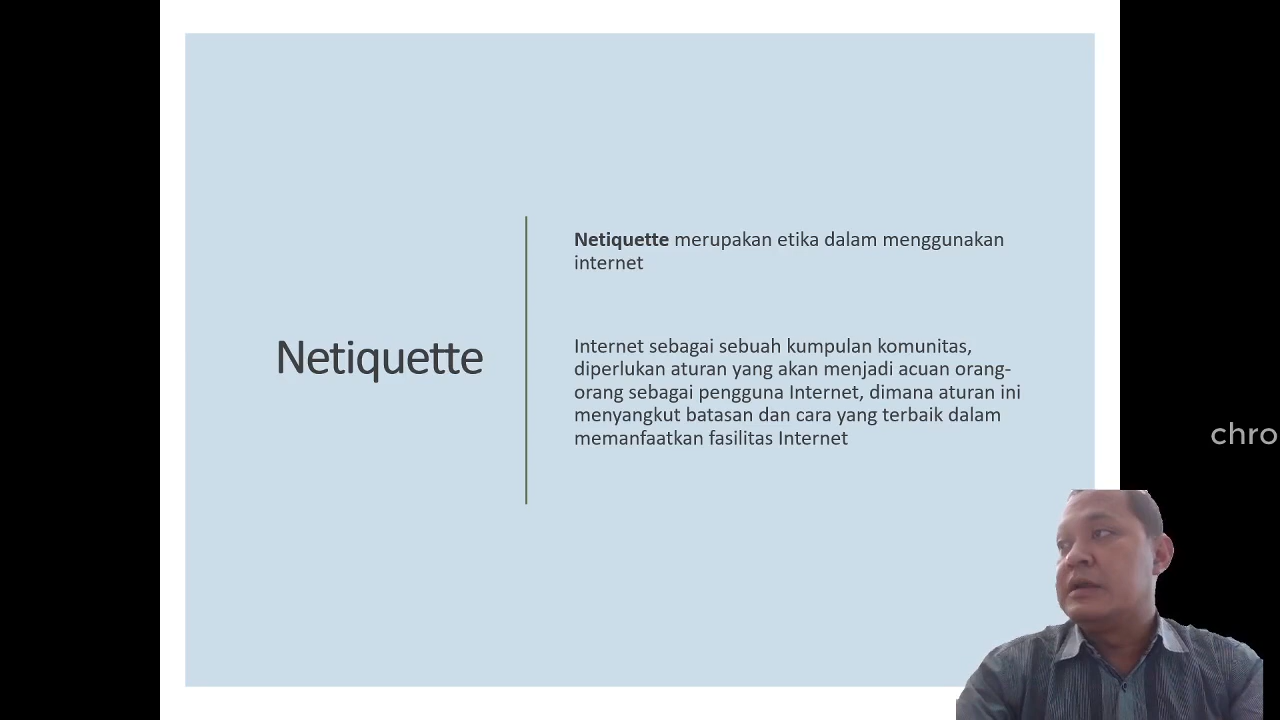 Netiquette
Netiquette merupakan etika dalam menggunakan
internet
Internet sebagai sebuah kumpulan komunitas,
diperlukan aturan yang akan menjadi acuan orang-
orang sebagai pengguna Internet, dimana aturan ini
menyangkut batasan dan cara yang terbaik dalam
memanfaatkan fasilitas Internet
chro